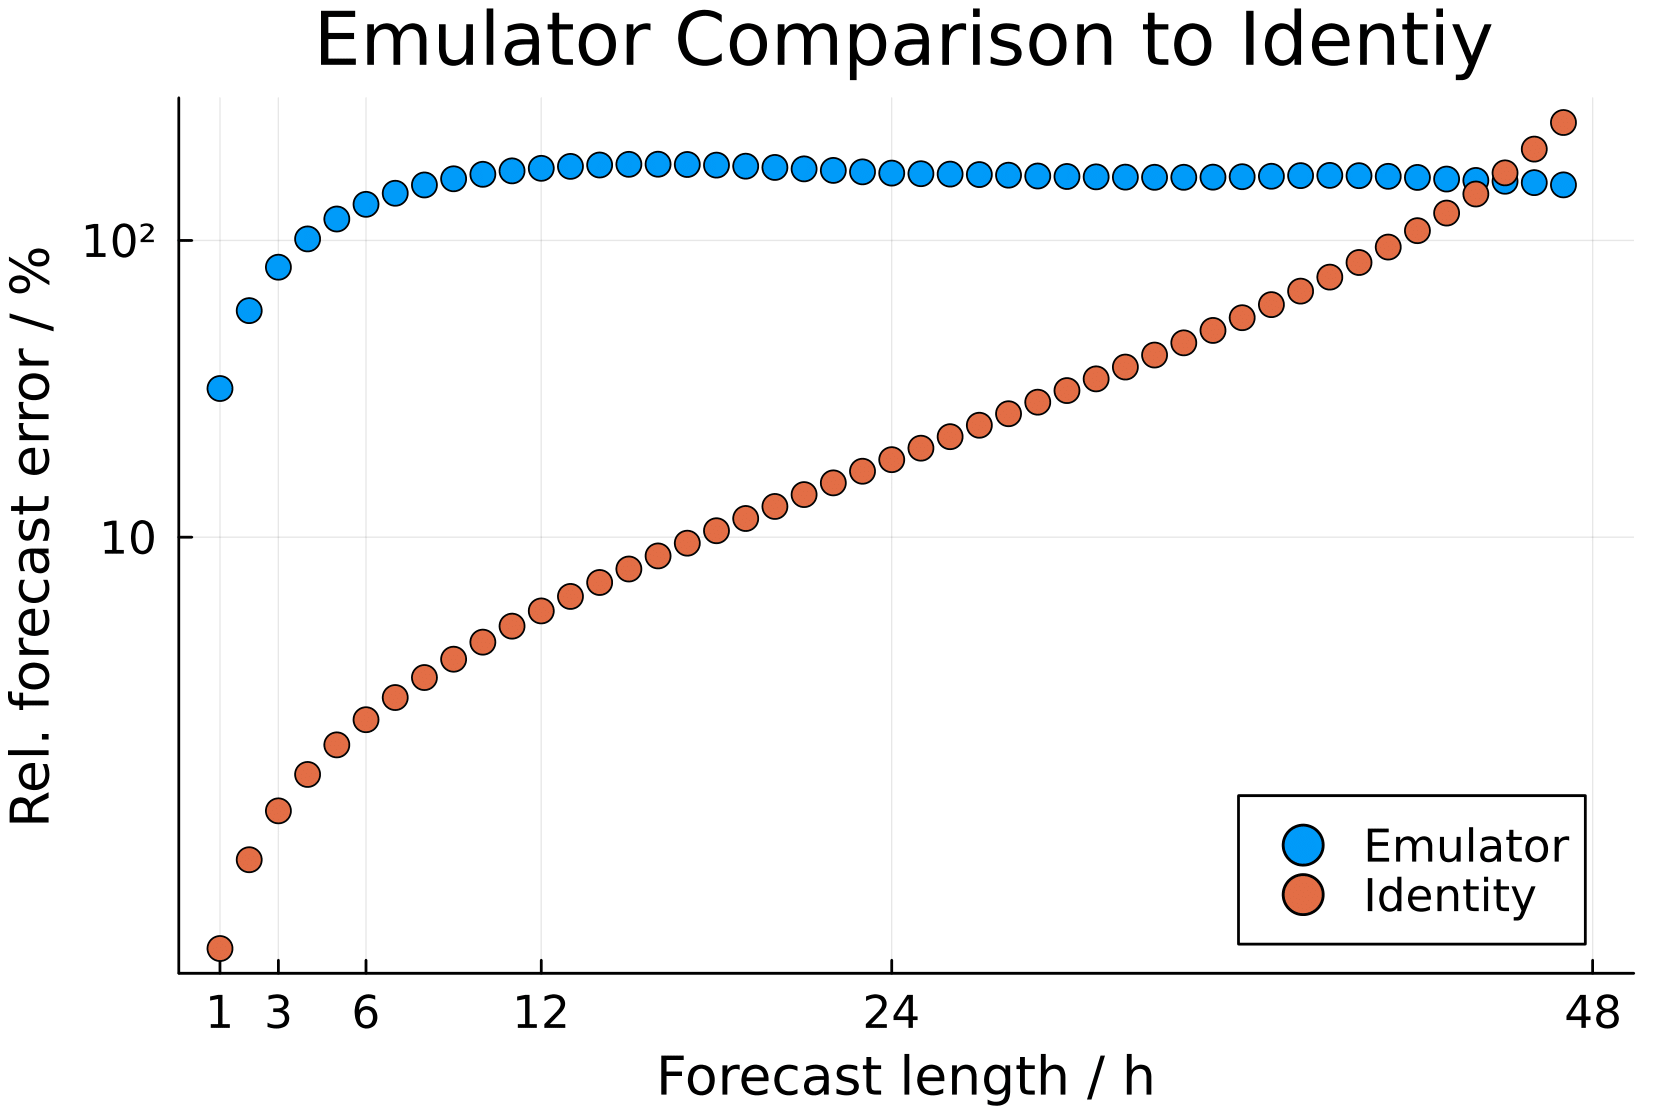 Emulator Comparison to Identiy
Rel. forecast error / %
10²
10
Emulator
Identity
1 3 6 12 24 48
Forecast length / h